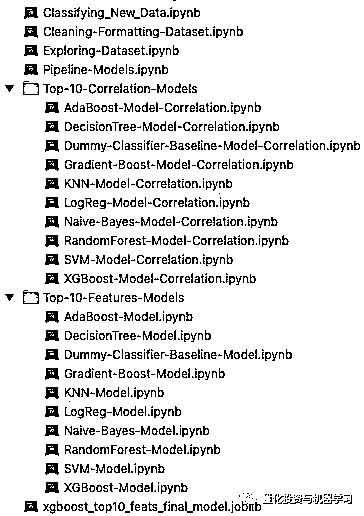 Classifying_New_Data.ipynb
Cleaning-Formatting-Dataset.ipynb
Exploring-Dataset.ipynb
Pipeline-Models.ipynb
Top-10-Correlation-Models
AdaBoost-Model-Correlation.ipynb
DecisionTree-Model-Correlation.ipynb
Dummy-Classifier-Baseline-Model-Correlation.ipynb
Gradient-Boost-Model-Correlation.ipynb
KNN-Model-Correlation.ipynb
LogReg-Model-Correlation.ipynb
Naive-Bayes-Model-Correlation.ipynb
RandomForest-Model-Correlation.ipynb
SVM-Model-Correlation.ipynb
XGBoost-Model-Correlation.ipynb
Top-10-Features-Models
AdaBoost-Model.ipynb
DecisionTree-Model.ipynb
Dummy-Classifier-Baseline-Model.ipynb
Gradient-Boost-Model.ipynb
KNN-Model.ipynb
LogReg-Model.ipynb
Naive-Bayes-Model.ipynb
RandomForest-Model.ipynb
SVM-Model.ipynb
XGBoost-Model.ipynb
量化投资与机器学习
xgboost_top10_feats_final_model.joblib